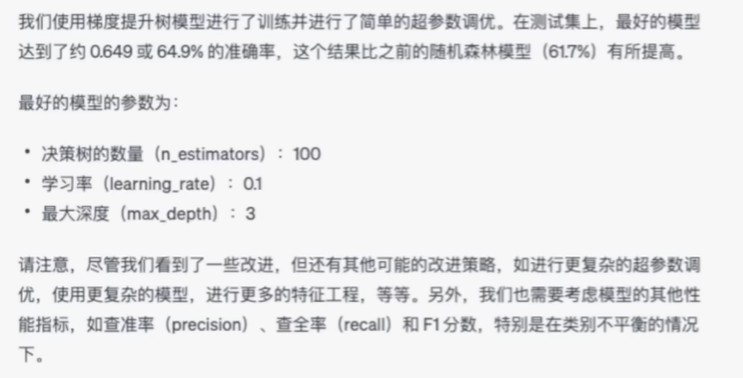 我们使用梯度提升树模型进行了训练并进行了简单的超参数调优。在测试集上，最好的模型
达到了约 0.649 或 64.9% 的准确率，这个结果比之前的随机森林模型（61.7%）有所提高。
最好的模型的参数为：
• 决策树的数量（n_estimators）：100
• 学习率（learning_rate）：0.1
• 最大深度（max_depth）：3
请注意，尽管我们看到了一些改进，但还有其他可能的改进策略，如进行更复杂的超参数调
优，使用更复杂的模型，进行更多的特征工程，等等。另外，我们也需要考虑模型的其他性
能指标，如查准率（precision）、查全率（recall）和 F1 分数，特别是在类别不平衡的情况
下。